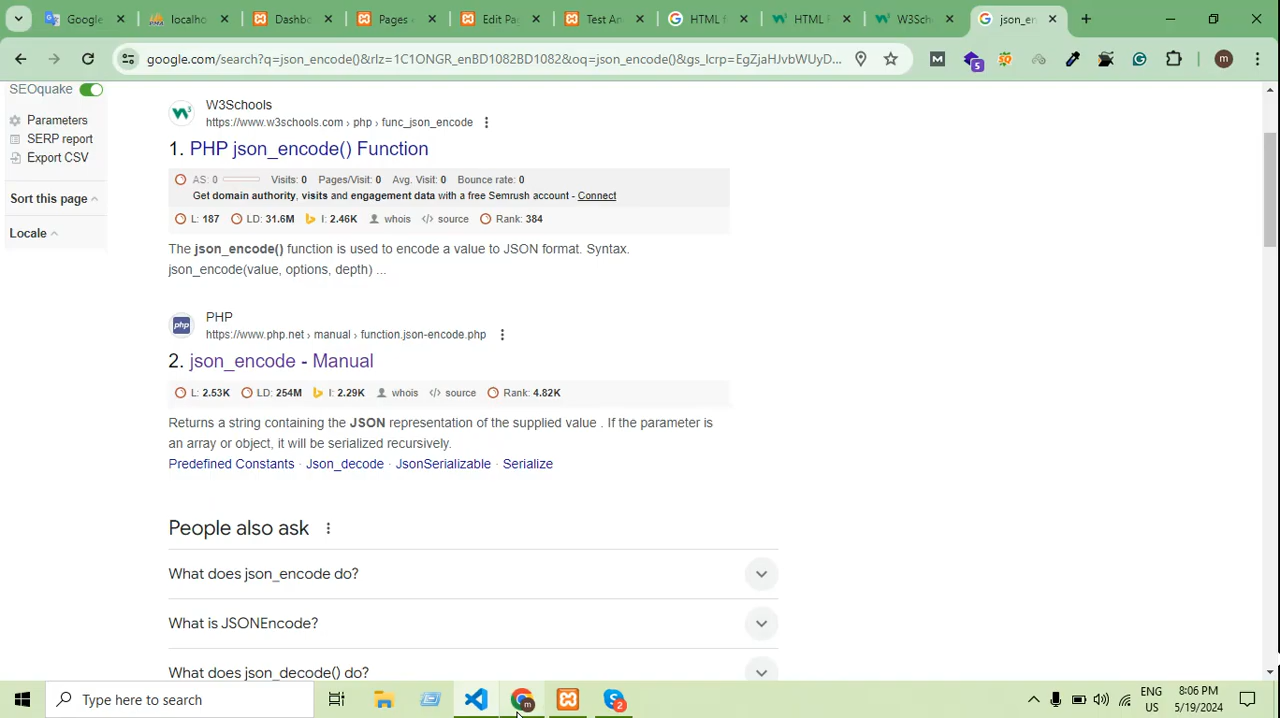 Google
localho
Dashbo
Pages
Edit Pag
Test An
HTML f
HTML F
W3Sch
json_en
google.com/search?q=json_encode()&rlz=1C1ONGR_enBD1082BD1082&oq=json_encode()&gs_lcrp=EgZjaHJvbWUyD...
SEOquake
Parameters
SERP report
Export CSV
Sort this page
Locale
W3Schools
https://www.w3schools.com › php › func_json_encode
1. PHP json_encode() Function
AS: 0 Visits: 0 Pages/Visit: 0 Avg. Visit: 0 Bounce rate: 0
Get domain authority, visits and engagement data with a free Semrush account - Connect
L: 187 LD: 31.6M I: 2.46K whois source Rank: 384
The json_encode() function is used to encode a value to JSON format. Syntax.
json_encode(value, options, depth) ...
PHP
https://www.php.net › manual › function.json-encode.php
2. json_encode - Manual
L: 2.53K LD: 254M I: 2.29K whois source Rank: 4.82K
Returns a string containing the JSON representation of the supplied value . If the parameter is
an array or object, it will be serialized recursively.
Predefined Constants · Json_decode · JsonSerializable · Serialize
People also ask
What does json_encode do?
What is JSONEncode?
What does json_decode() do?
Type here to search
ENG
US
8:06 PM
5/19/2024